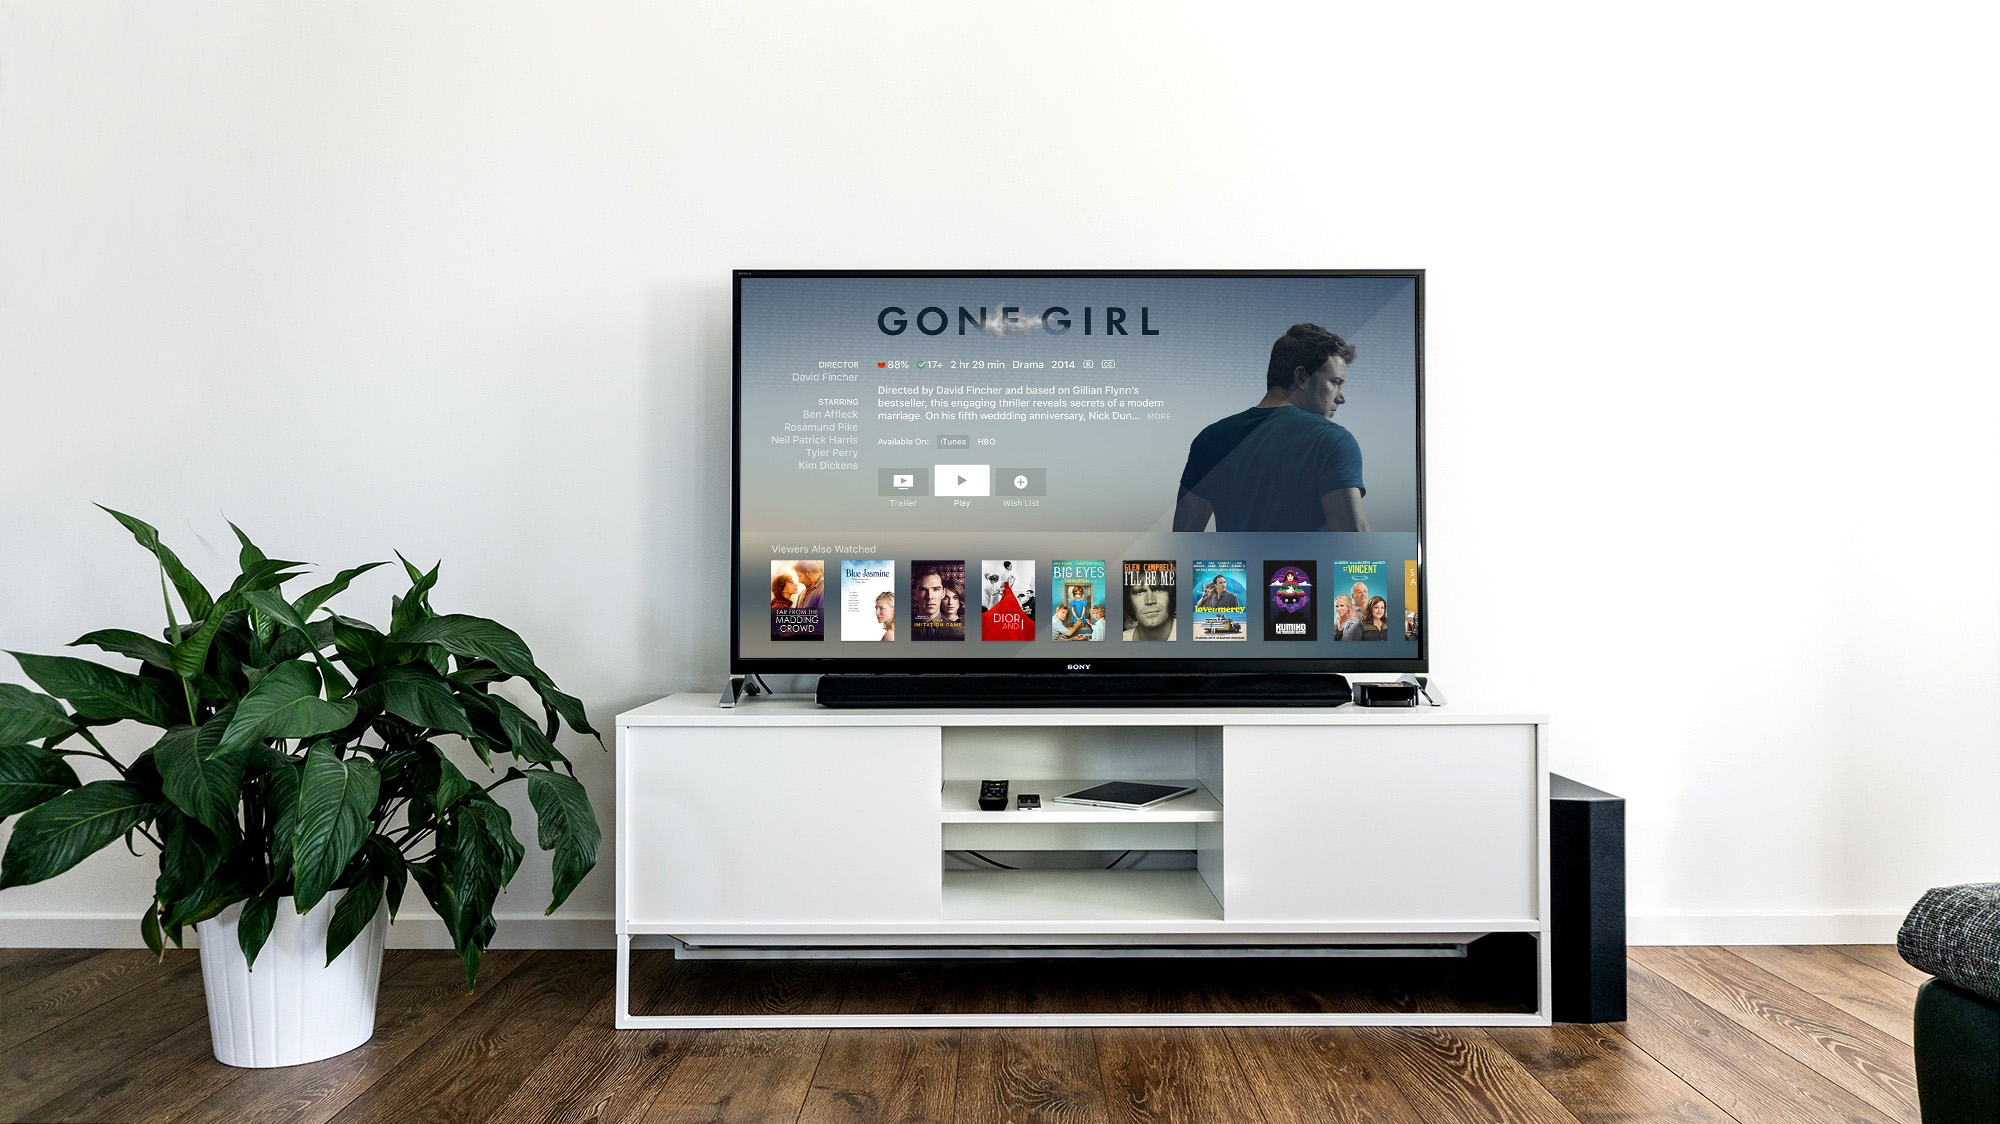 GONE GIRL
DIRECTOR
David Fincher
STARRING
Ben Affleck
Rosamund Pike
Neil Patrick Harris
Tyler Perry
Kim Dickens
88% 17+ 2 hr 29 min Drama 2014 R CC
Directed by David Fincher and based on Gillian Flynn's
bestseller, this engaging thriller reveals secrets of a modern
marriage. On his fifth weddding anniversary, Nick Dun... MORE
Available On: iTunes HBO
Trailer
Play
Wish List
Viewers Also Watched
FAR FROM THE
MADDING
CROWD
Blue Jasmine
IMITATION GAME
DIOR
AND I
BIG EYES
GLEN CAMPBELL
I'LL BE ME
love&mercy
KUMIKO
ST. VINCENT
S
A
SONY